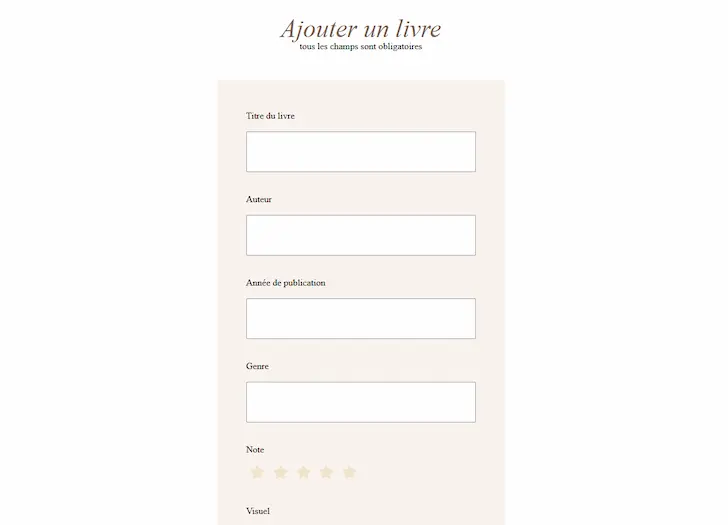 Ajouter un livre
tous les champs sont obligatoires
Titre du livre
Auteur
Année de publication
Genre
Note
Visuel